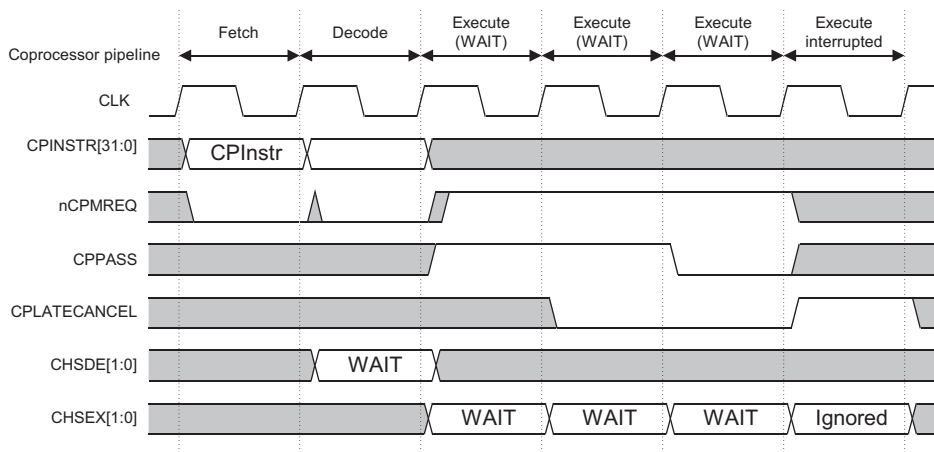 Coprocessor pipeline
Fetch
Decode
Execute
(WAIT)
Execute
(WAIT)
Execute
(WAIT)
Execute
interrupted
CLK
CPINSTR[31:0]
CPInstr
nCPMREQ
CPPASS
CPLATECANCEL
CHSDE[1:0]
WAIT
CHSEX[1:0]
WAIT
WAIT
WAIT
Ignored